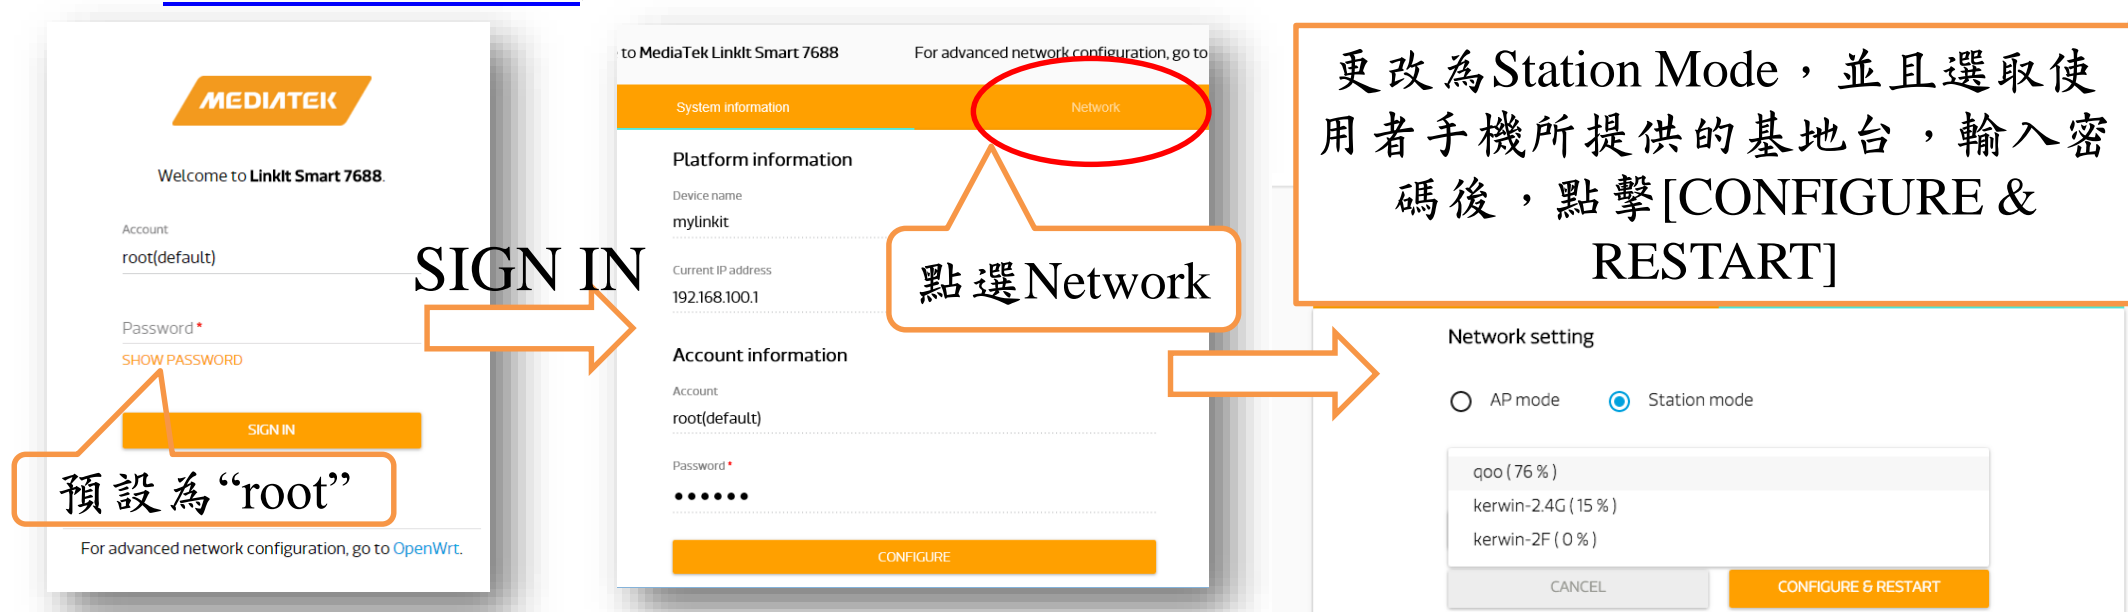 MEDIATEK
Welcome to LinkIt Smart 7688.
Account
root(default)
Password *
SHOW PASSWORD
SIGN IN
預設為“root”
For advanced network configuration, go to OpenWrt.
SIGN IN
to MediaTek LinkIt Smart 7688 For advanced network configuration, go to
System information Network
Platform information
Device name
mylinkit
Current IP address
192.168.100.1
點選Network
Account information
Account
root(default)
Password *
••••••
CONFIGURE
更改為Station Mode，並且選取使
用者手機所提供的基地台，輸入密
碼後，點擊[CONFIGURE &
RESTART]
Network setting
AP mode Station mode
qoo ( 76 % )
kerwin-2.4G ( 15 % )
kerwin-2F ( 0 % )
CANCEL CONFIGURE & RESTART